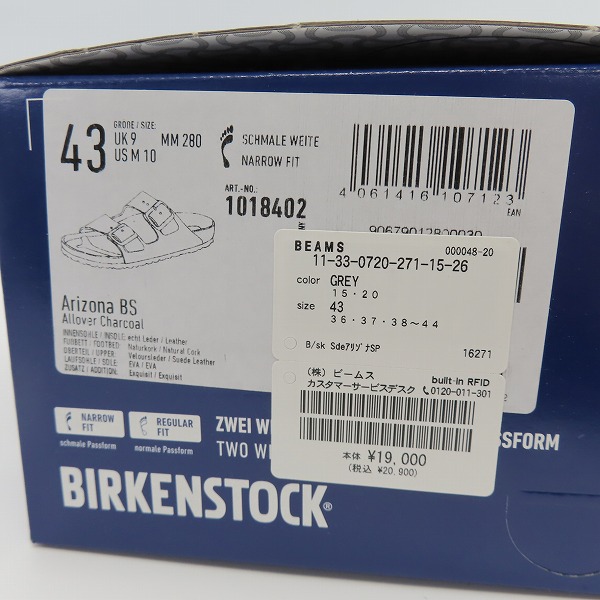 43
GRÖßE / SIZE:
UK 9
US M 10
MM 280
SCHMALE WEITE
NARROW FIT
ART.-NO.:
1018402
4 061416 107123
EAN
Arizona BS
Allover Charcoal
INNENSOHLE / INSOLE: echt Leder / Leather
FUßBETT / FOOTBED: Naturkork / Natural Cork
OBERTEIL / UPPER: Veloursleder / Suede Leather
LAUFSOHLE / SOLE: EVA / EVA
ZUSATZ / ADDITION: Exquisit / Exquisit
BEAMS
000048-20
11-33-0720-271-15-26
color GREY
15・20
size 43
36・37・38～44
B/sk SdeアリゾナSP
16271
(株) ビームス
カスタマーサービスデスク
built-in RFID
0120-011-301
本体 ¥19,000
(税込 ¥20,900)
NARROW FIT
schmale Passform
REGULAR FIT
normale Passform
ZWEI WE
TWO WI
SSFORM
BIRKENSTOCK®